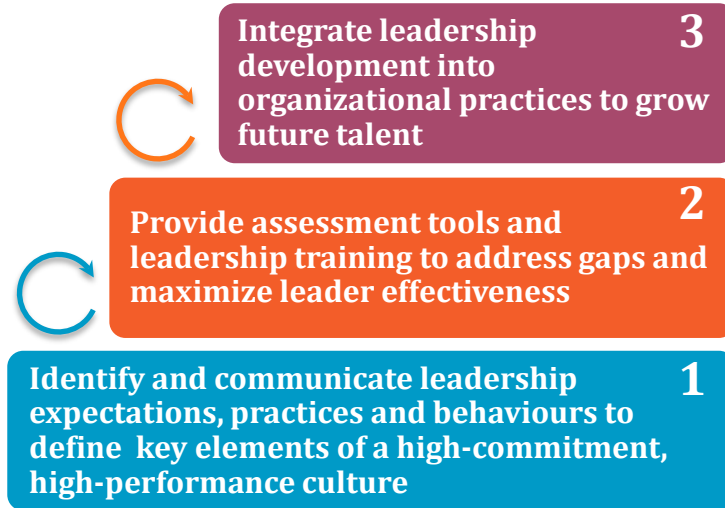 Integrate leadership 3
development into
organizational practices to grow
future talent
Provide assessment tools and 2
leadership training to address gaps and
maximize leader effectiveness
Identify and communicate leadership 1
expectations, practices and behaviours to
define  key elements of a high-commitment,
high-performance culture